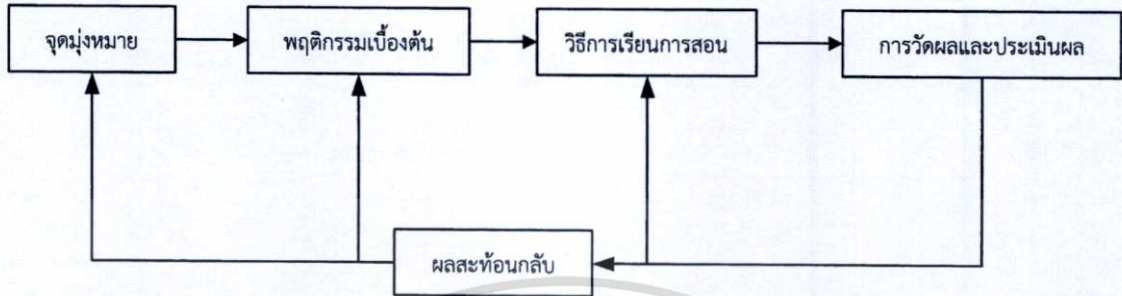 จุดมุ่งหมาย
พฤติกรรมเบื้องต้น
วิธีการเรียนการสอน
การวัดผลและประเมินผล
ผลสะท้อนกลับ